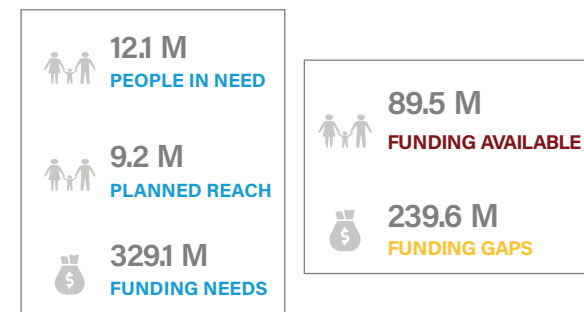 12.1 M
PEOPLE IN NEED
9.2 M
PLANNED REACH
329.1 M
FUNDING NEEDS
89.5 M
FUNDING AVAILABLE
239.6 M
FUNDING GAPS